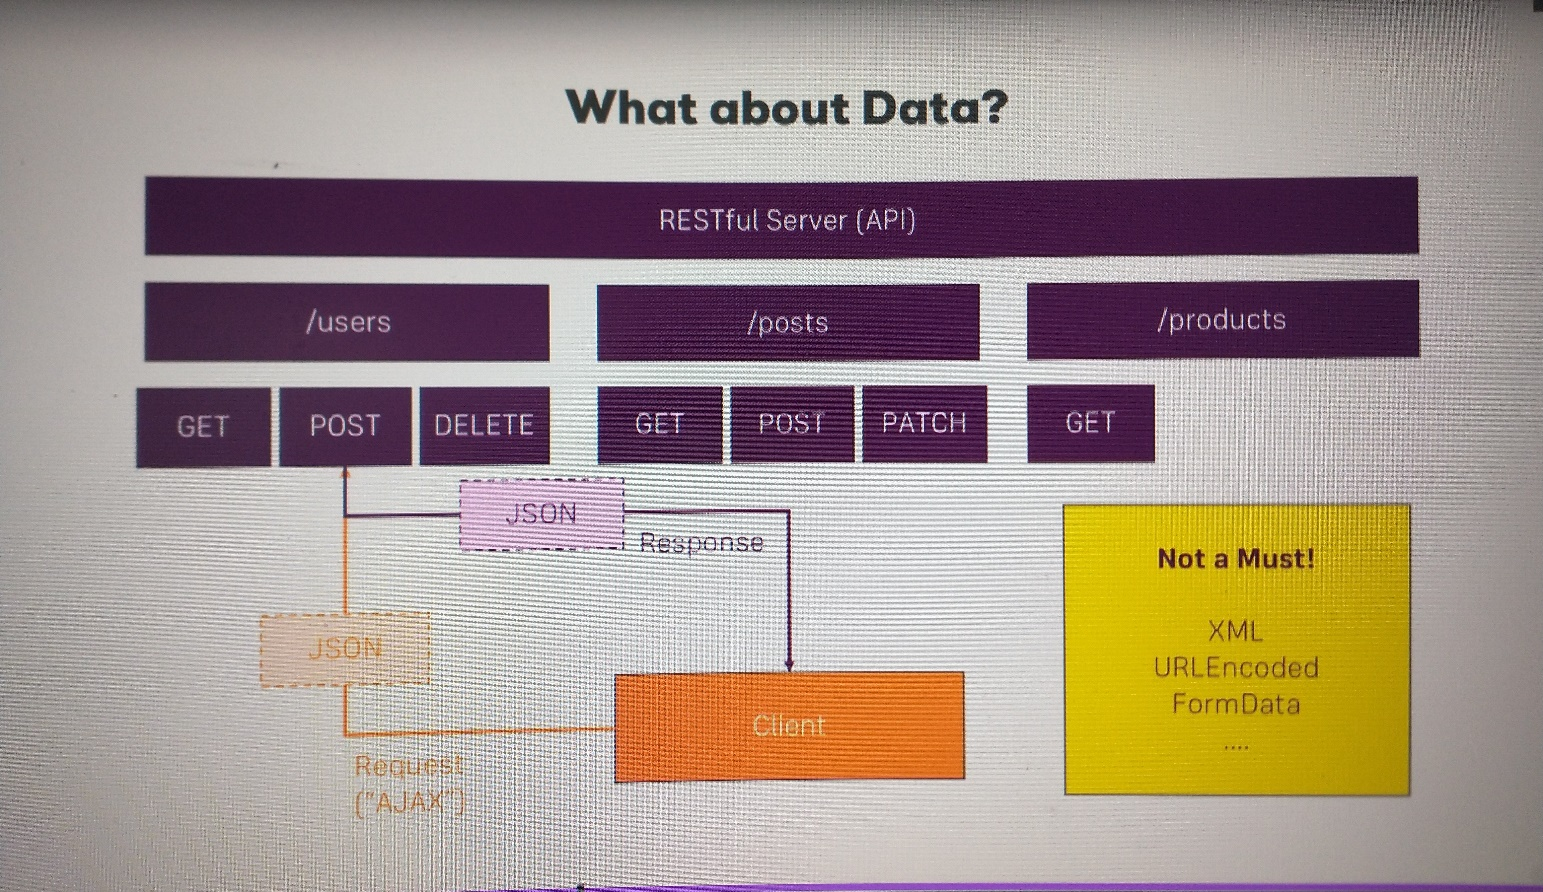 What about Data?
RESTful Server (API)
/users
/posts
/products
GET
POST
DELETE
GET
POST
PATCH
GET
JSON
Response
Not a Must!
XML
URLEncoded
FormData
....
JSON
Client
Request
("AJAX")